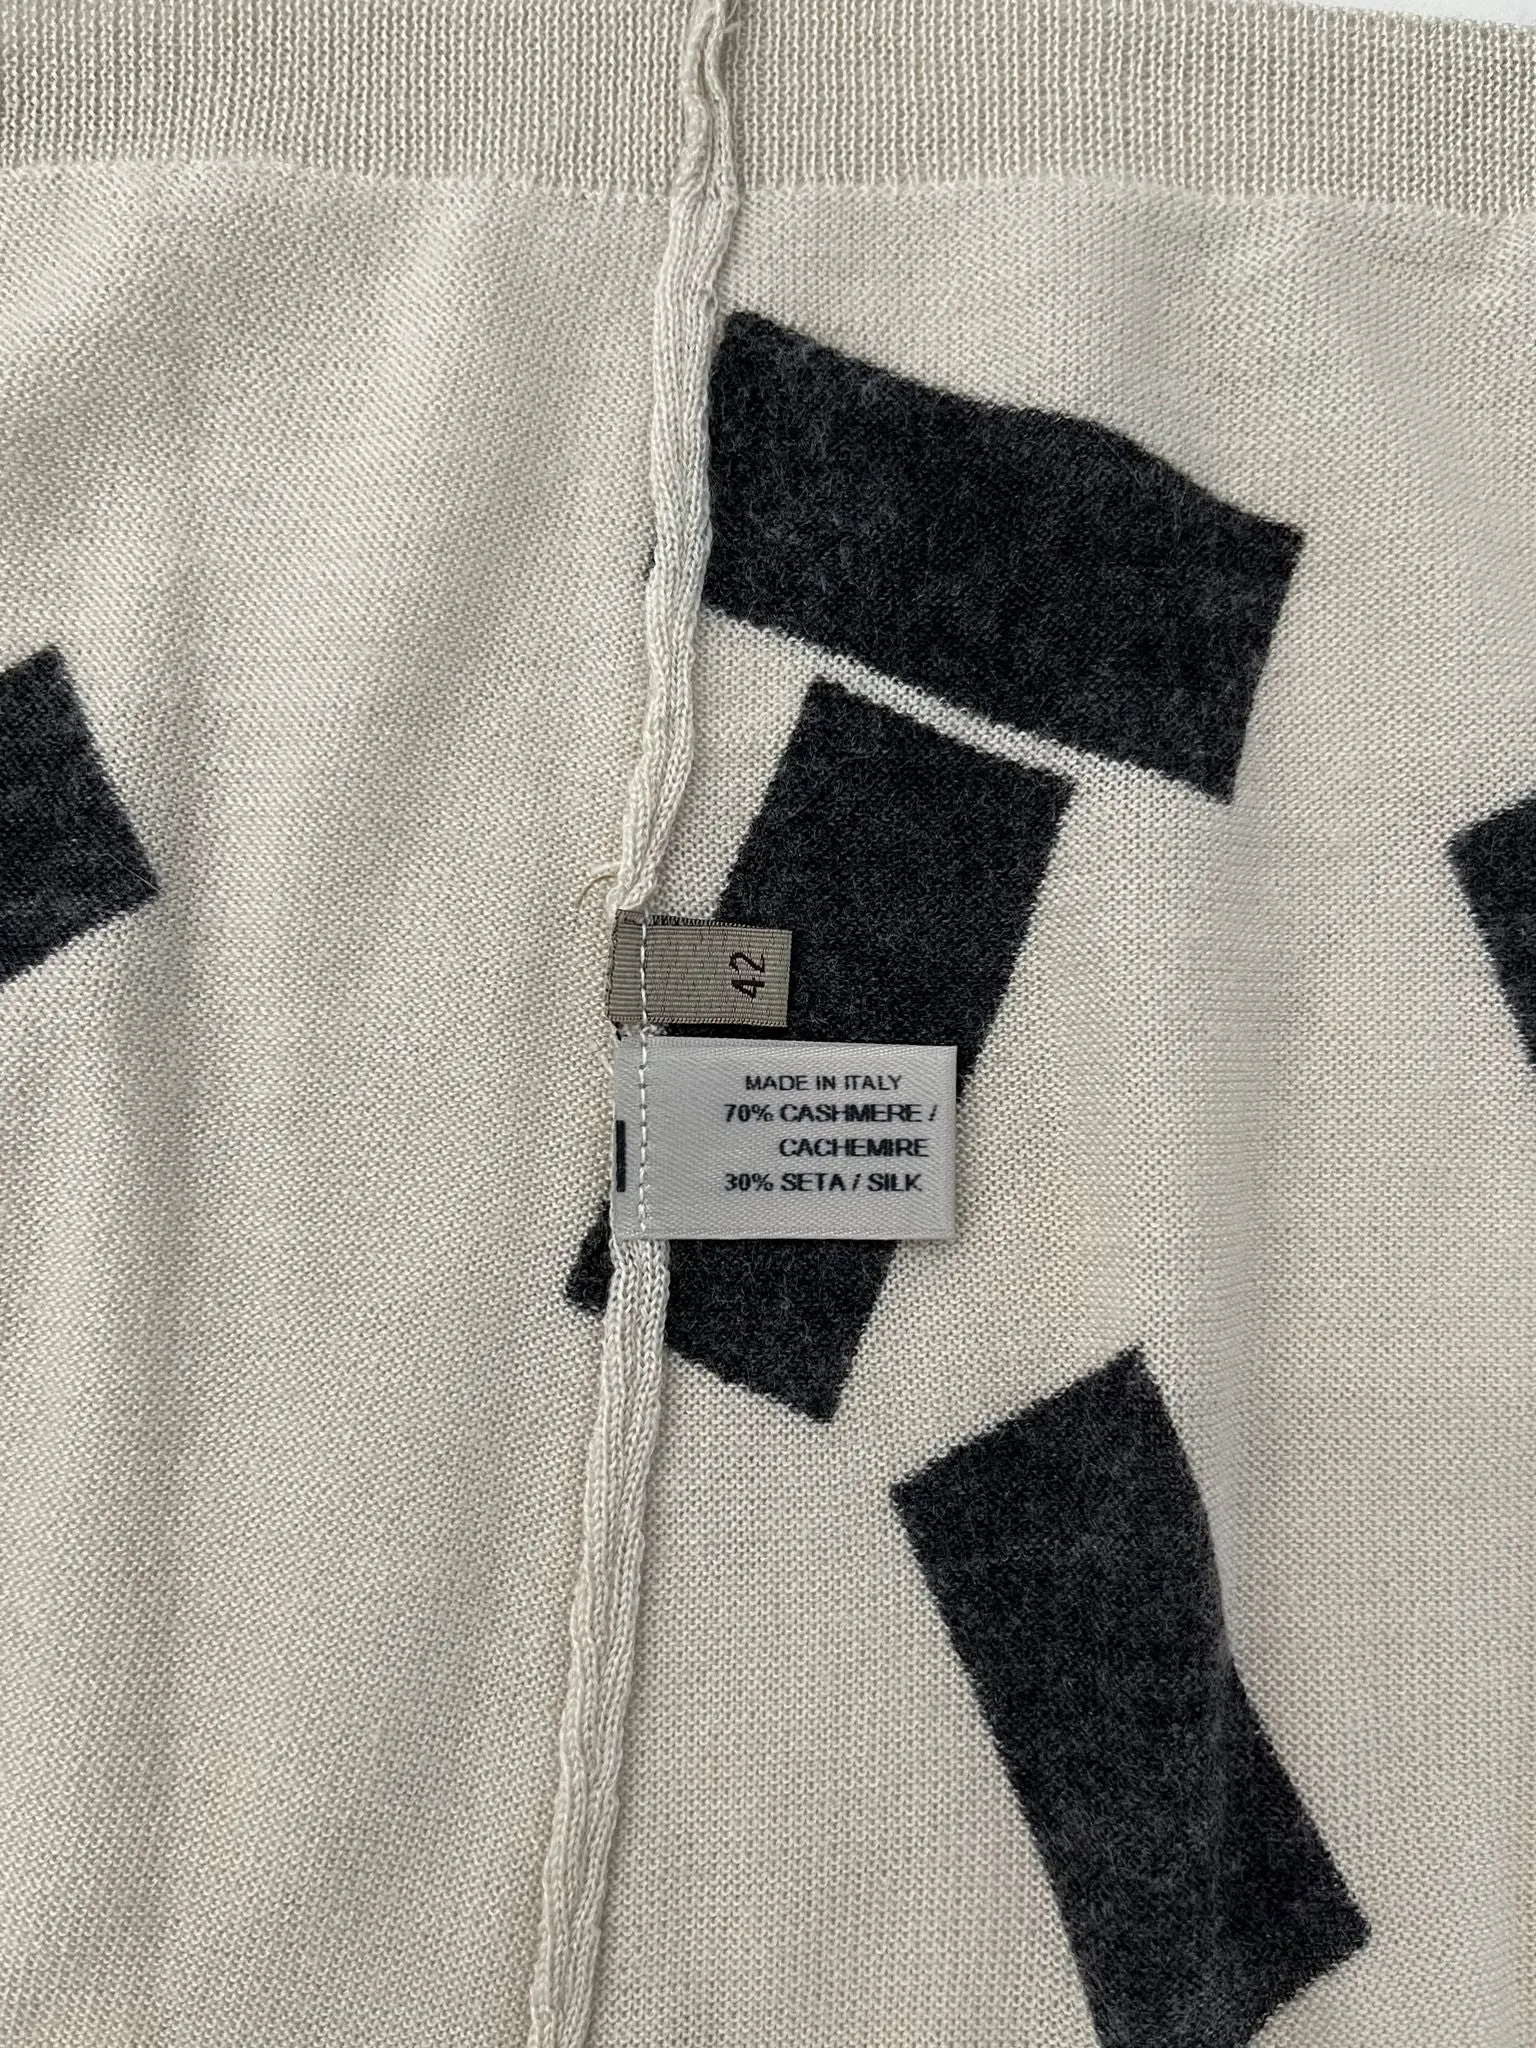 42
MADE IN ITALY
70% CASHMERE /
CACHEMIRE
30% SETA / SILK